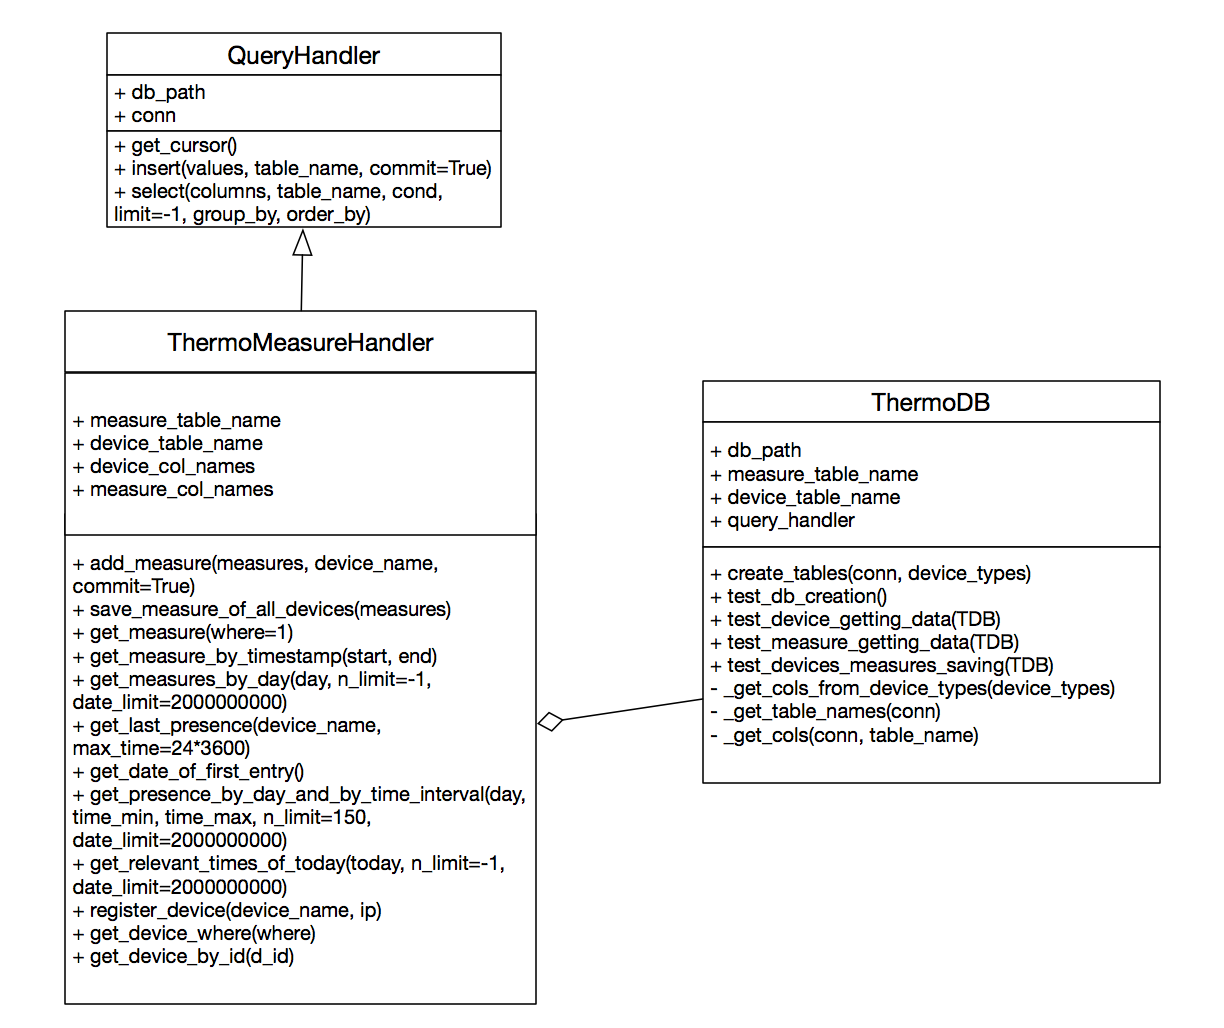 QueryHandler
+ db_path
+ conn
+ get_cursor()
+ insert(values, table_name, commit=True)
+ select(columns, table_name, cond,
limit=-1, group_by, order_by)
ThermoMeasureHandler
+ measure_table_name
+ device_table_name
+ device_col_names
+ measure_col_names
+ add_measure(measures, device_name,
commit=True)
+ save_measure_of_all_devices(measures)
+ get_measure(where=1)
+ get_measure_by_timestamp(start, end)
+ get_measures_by_day(day, n_limit=-1,
date_limit=2000000000)
+ get_last_presence(device_name,
max_time=24*3600)
+ get_date_of_first_entry()
+ get_presence_by_day_and_by_time_interval(day,
time_min, time_max, n_limit=150,
date_limit=2000000000)
+ get_relevant_times_of_today(today, n_limit=-1,
date_limit=2000000000)
+ register_device(device_name, ip)
+ get_device_where(where)
+ get_device_by_id(d_id)
ThermoDB
+ db_path
+ measure_table_name
+ device_table_name
+ query_handler
+ create_tables(conn, device_types)
+ test_db_creation()
+ test_device_getting_data(TDB)
+ test_measure_getting_data(TDB)
+ test_devices_measures_saving(TDB)
- _get_cols_from_device_types(device_types)
- _get_table_names(conn)
- _get_cols(conn, table_name)